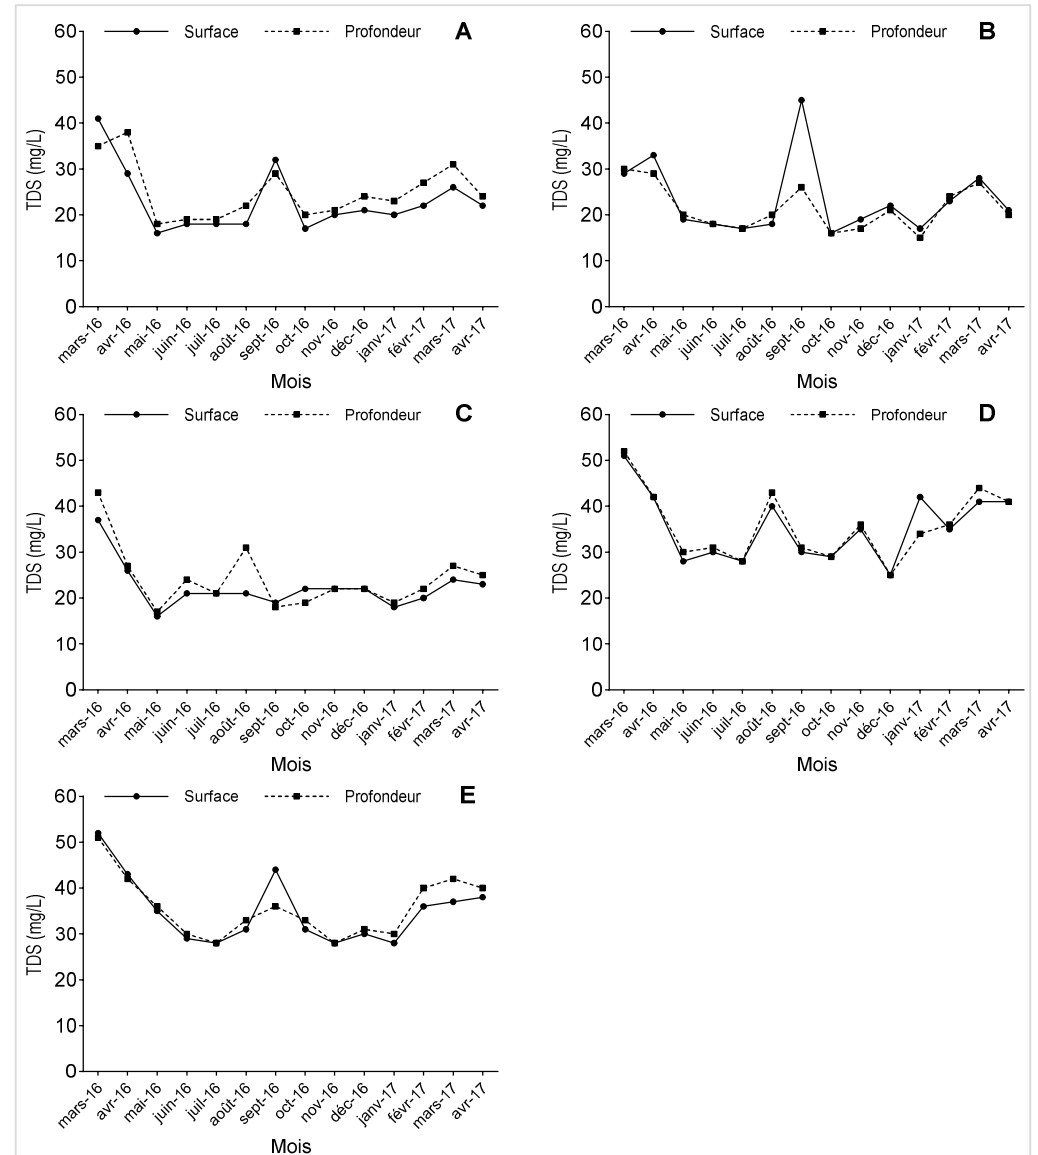 Surface Profondeur A
60
50
40
30
20
10
0
TDS (mg/L)
mars-16 avr-16 mai-16 juin-16 juil-16 août-16 sept-16 oct-16 nov-16 déc-16 janv-17 févr-17 mars-17 avr-17
Mois
Surface Profondeur B
60
50
40
30
20
10
0
TDS (mg/L)
mars-16 avr-16 mai-16 juin-16 juil-16 août-16 sept-16 oct-16 nov-16 déc-16 janv-17 févr-17 mars-17 avr-17
Mois
Surface Profondeur C
60
50
40
30
20
10
0
TDS (mg/L)
mars-16 avr-16 mai-16 juin-16 juil-16 août-16 sept-16 oct-16 nov-16 déc-16 janv-17 févr-17 mars-17 avr-17
Mois
Surface Profondeur D
60
50
40
30
20
10
0
TDS (mg/L)
mars-16 avr-16 mai-16 juin-16 juil-16 août-16 sept-16 oct-16 nov-16 déc-16 janv-17 févr-17 mars-17 avr-17
Mois
Surface Profondeur E
60
50
40
30
20
10
0
TDS (mg/L)
mars-16 avr-16 mai-16 juin-16 juil-16 août-16 sept-16 oct-16 nov-16 déc-16 janv-17 févr-17 mars-17 avr-17
Mois